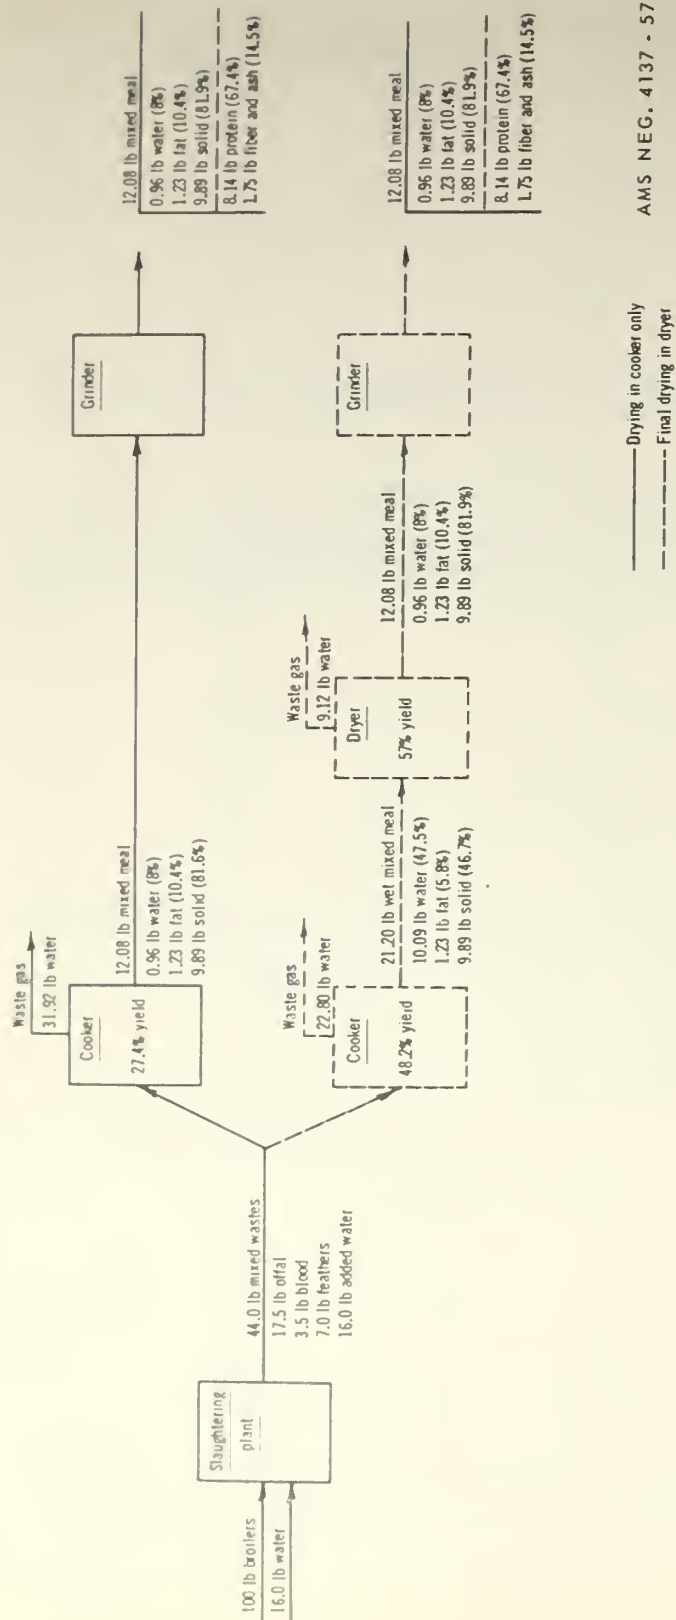 100 lb broilers
16.0 lb water
Slaughtering
plant
44.0 lb mixed wastes
17.5 lb offal
3.5 lb blood
7.0 lb feathers
16.0 lb added water
Waste gas
31.92 lb water
Cooker
27.4% yield
12.08 lb mixed meal
0.96 lb water (8%)
1.23 lb fat (10.4%)
9.89 lb solid (81.6%)
Grinder
12.08 lb mixed meal
0.96 lb water (8%)
1.23 lb fat (10.4%)
9.89 lb solid (81.9%)
8.14 lb protein (67.4%)
1.75 lb fiber and ash (14.5%)
Waste gas
22.80 lb water
Cooker
48.2% yield
21.20 lb wet mixed meal
10.09 lb water (47.5%)
1.23 lb fat (5.8%)
9.89 lb solid (46.7%)
Waste gas
9.12 lb water
Dryer
57% yield
12.08 lb mixed meal
0.96 lb water (8%)
1.23 lb fat (10.4%)
9.89 lb solid (81.9%)
Grinder
12.08 lb mixed meal
0.96 lb water (8%)
1.23 lb fat (10.4%)
9.89 lb solid (81.9%)
8.14 lb protein (67.4%)
1.75 lb fiber and ash (14.5%)
Drying in cooker only
Final drying in dryer
AMS NEG. 4137 - 57